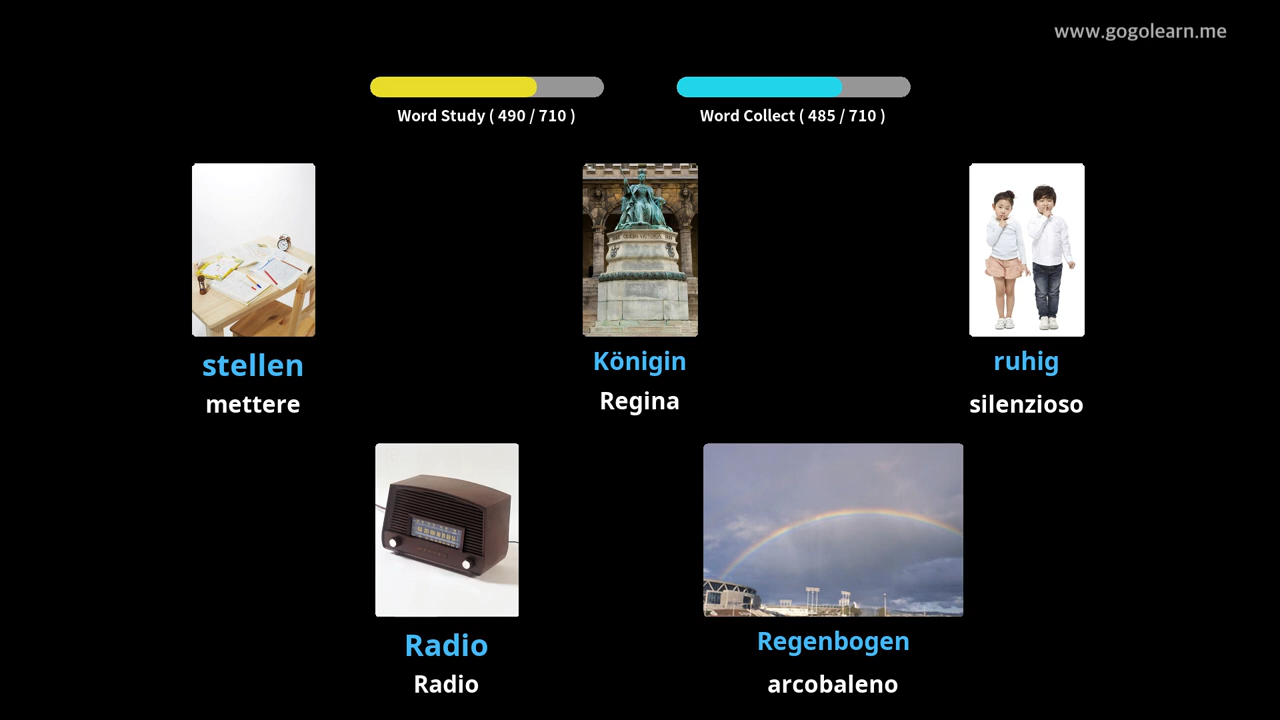 www.gogolearn.me
Word Study ( 490 / 710 )
Word Collect ( 485 / 710 )
stellen
mettere
Königin
Regina
ruhig
silenzioso
Radio
Radio
Regenbogen
arcobaleno